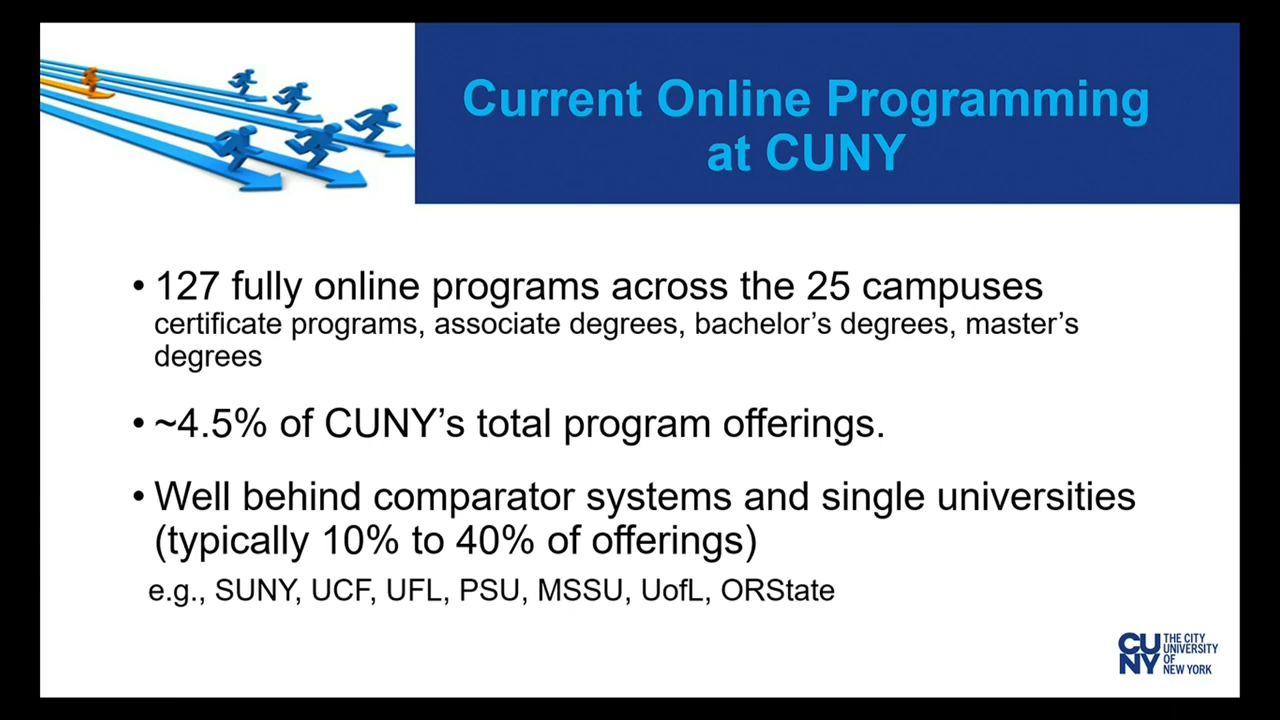 Current Online Programming
at CUNY
• 127 fully online programs across the 25 campuses
certificate programs, associate degrees, bachelor’s degrees, master’s
degrees
• ~4.5% of CUNY’s total program offerings.
• Well behind comparator systems and single universities
(typically 10% to 40% of offerings)
e.g., SUNY, UCF, UFL, PSU, MSSU, UofL, ORState
CU
NY
THE CITY
UNIVERSITY
OF
NEW YORK